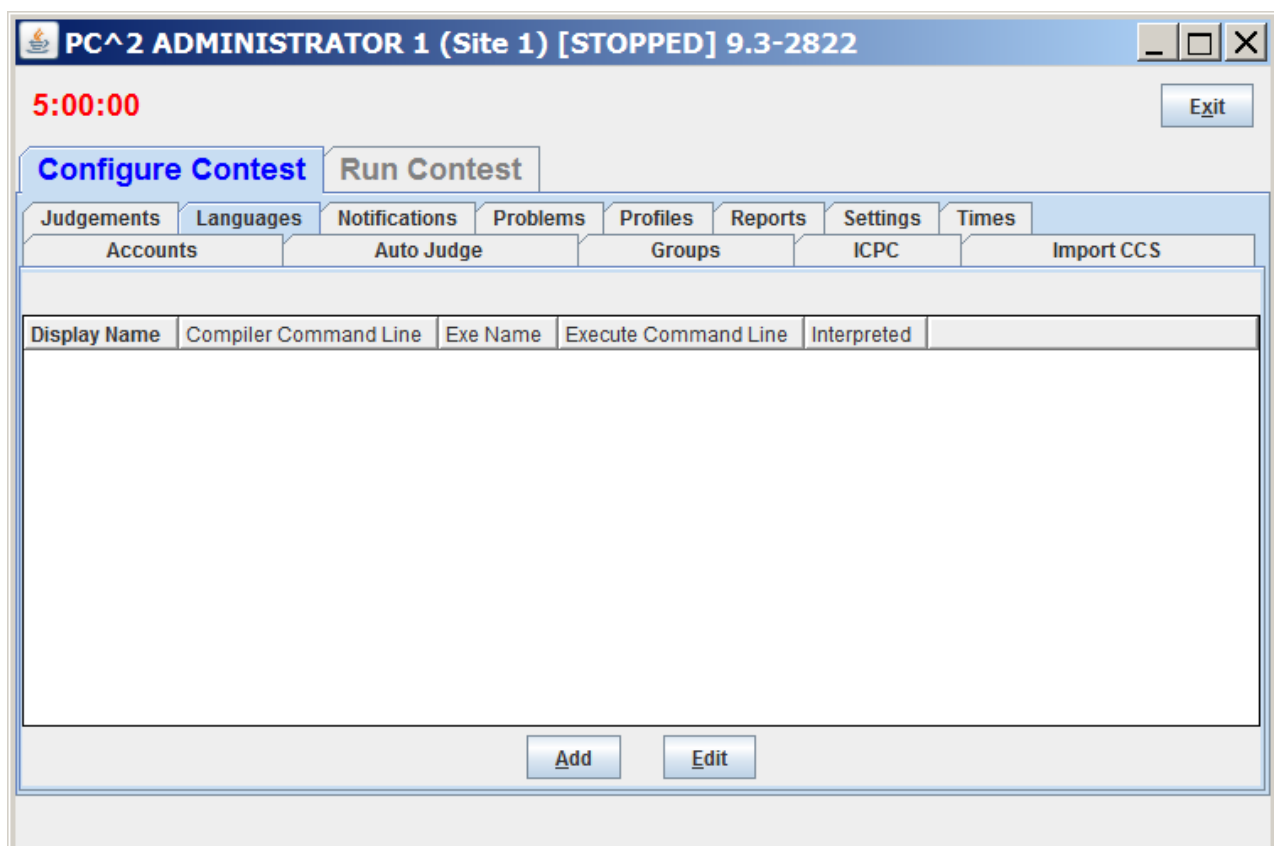 PC^2 ADMINISTRATOR 1 (Site 1) [STOPPED] 9.3-2822
5:00:00 Exit
Configure Contest Run Contest
Judgements Languages Notifications Problems Profiles Reports Settings Times
Accounts Auto Judge Groups ICPC Import CCS
Display Name Compiler Command Line Exe Name Execute Command Line Interpreted
Add Edit